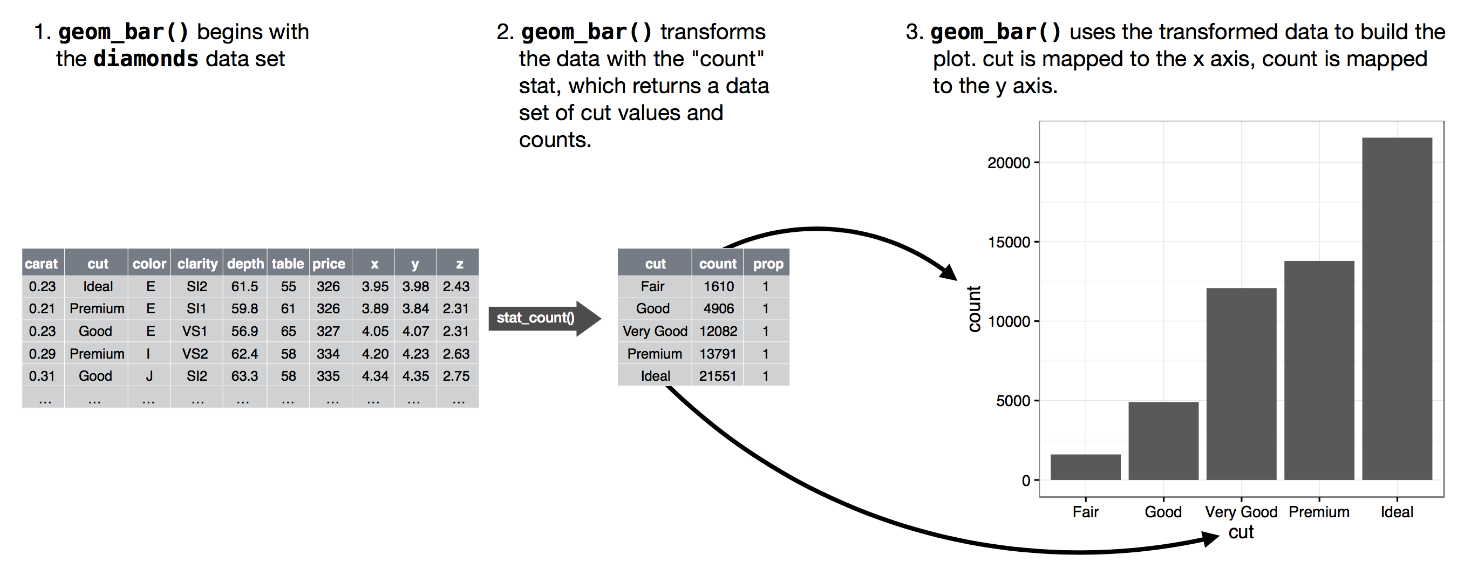 1. geom_bar() begins with
the diamonds data set
2. geom_bar() transforms
the data with the "count"
stat, which returns a data
set of cut values and
counts.
3. geom_bar() uses the transformed data to build the
plot. cut is mapped to the x axis, count is mapped
to the y axis.
carat cut color clarity depth table price x y z
0.23 Ideal E SI2 61.5 55 326 3.95 3.98 2.43
0.21 Premium E SI1 59.8 61 326 3.89 3.84 2.31
0.23 Good E VS1 56.9 65 327 4.05 4.07 2.31
0.29 Premium I VS2 62.4 58 334 4.20 4.23 2.63
0.31 Good J SI2 63.3 58 335 4.34 4.35 2.75
... ... ... ... ... ... ... ... ... ...
stat_count()
cut count prop
Fair 1610 1
Good 4906 1
Very Good 12082 1
Premium 13791 1
Ideal 21551 1
count
20000
15000
10000
5000
0
Fair Good Very Good Premium Ideal
cut